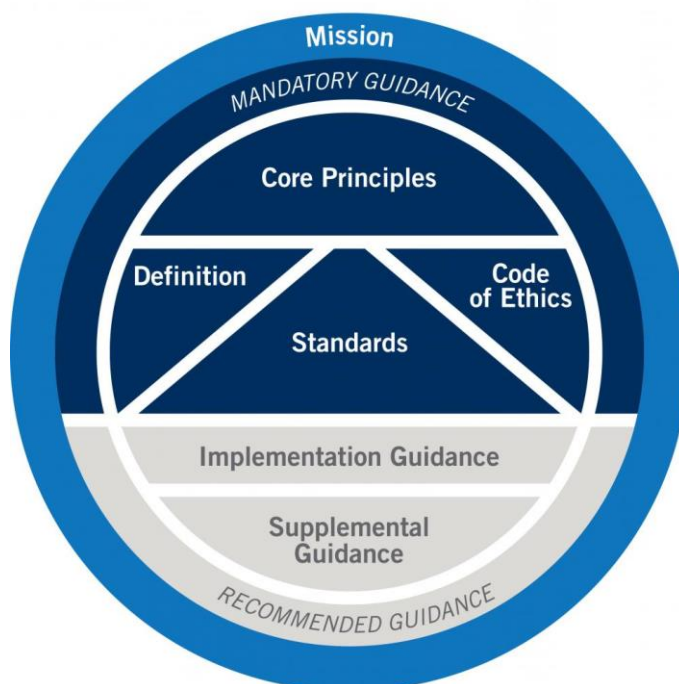 Mission
MANDATORY GUIDANCE
Core Principles
Definition
Code
of Ethics
Standards
Implementation Guidance
Supplemental
Guidance
RECOMMENDED GUIDANCE